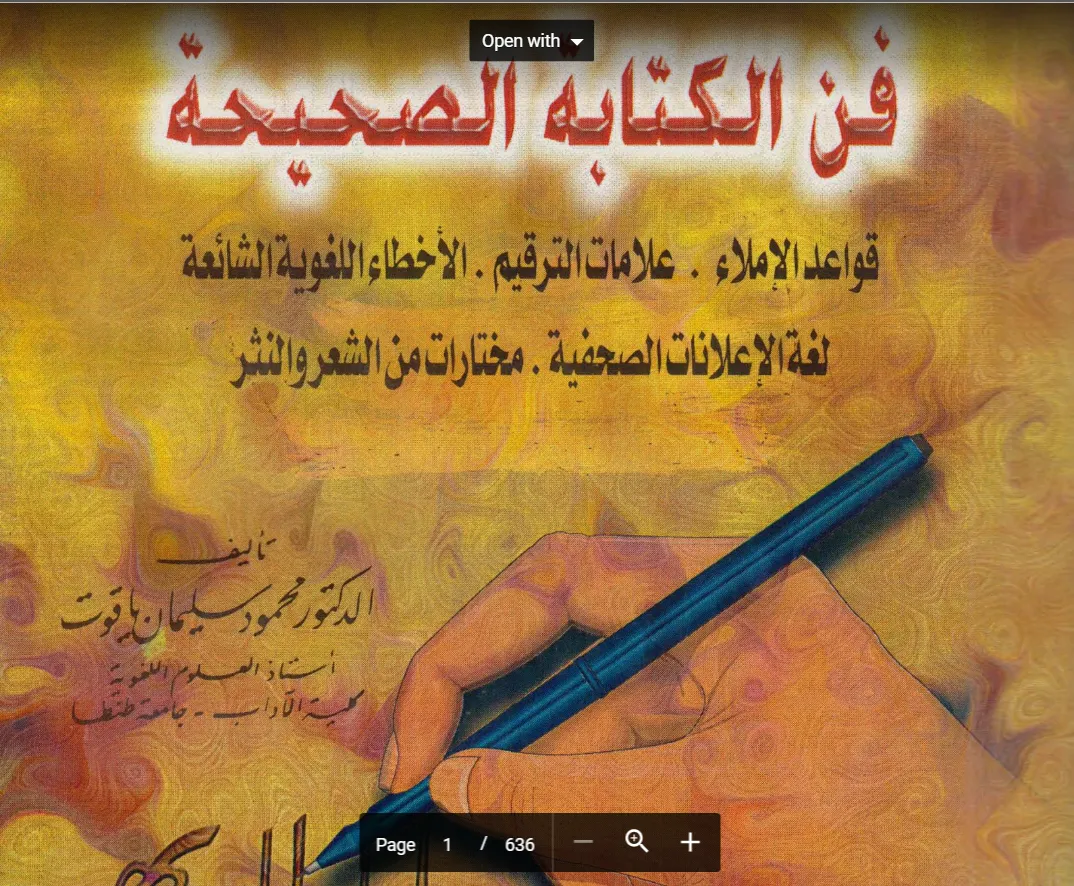 Open with
فن الكتابة الصحيحة
قواعد الإملاء . علامات الترقيم . الأخطاء اللغوية الشائعة
لغة الإعلانات الصحفية . مختارات من الشعر والنثر
تأليف
الدكتور محمود سليمان ياقوت
أستاذ العلوم اللغوية
كلية الآداب - جامعة طنطا
Page 1 / 636